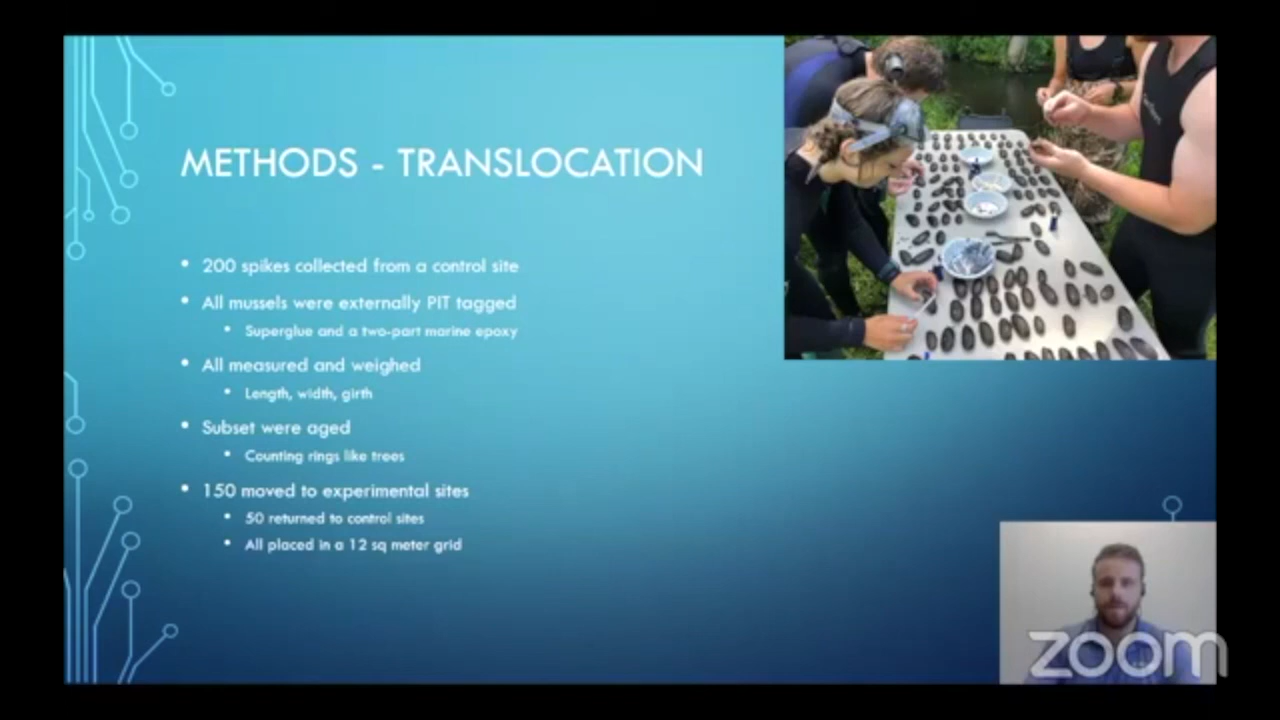 METHODS - TRANSLOCATION
• 200 spikes collected from a control site
• All mussels were externally PIT tagged
• Superglue and a two-part marine epoxy
• All measured and weighed
• Length, width, girth
• Subset were aged
• Counting rings like trees
• 150 moved to experimental sites
• 50 returned to control sites
• All placed in a 12 sq meter grid
zoom